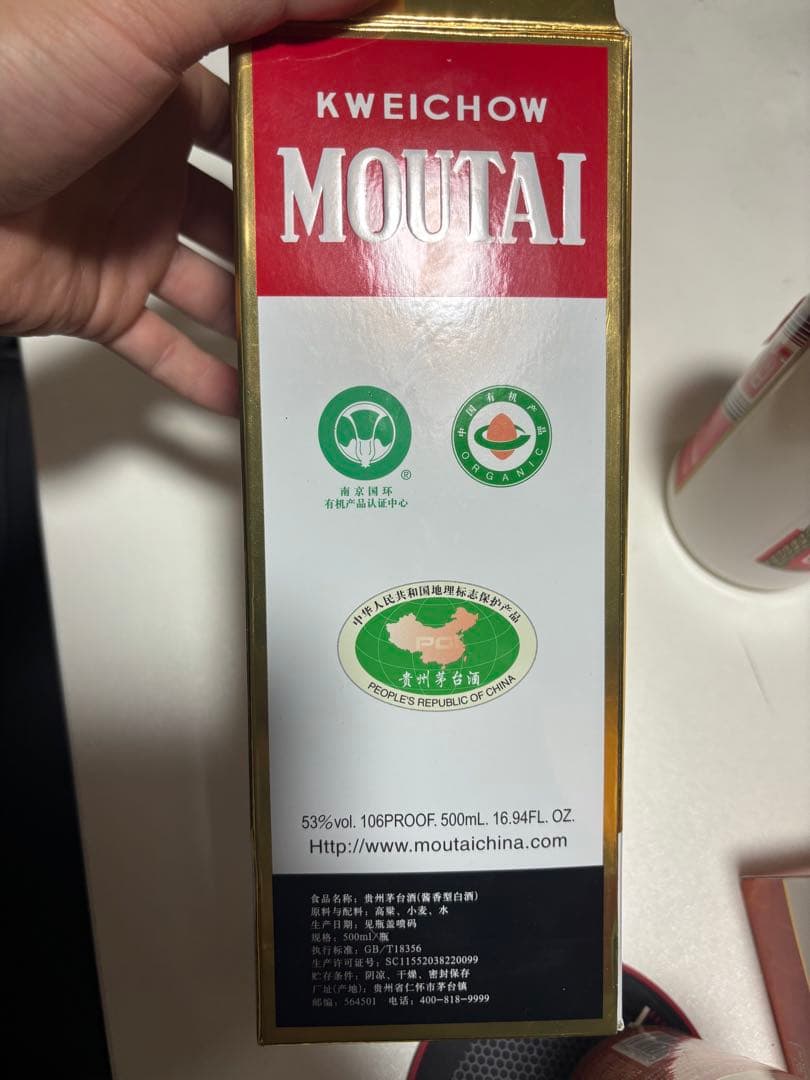 KWEICHOW
MOUTAI
®
南京国环
有机产品认证中心
中国有机产品
ORGANIC
中华人民共和国地理标志保护产品
PGI
贵州茅台酒
PEOPLE'S REPUBLIC OF CHINA
53%vol. 106PROOF. 500mL. 16.94FL. OZ.
Http://www.moutaichina.com
食品名称：贵州茅台酒(酱香型白酒)
原料与配料：高粱、小麦、水
生产日期：见瓶盖喷码
规格：500ml×瓶
执行标准：GB/T18356
生产许可证号：SC11552038220099
贮存条件：阴凉、干燥、密封保存
厂址(产地)：贵州省仁怀市茅台镇
邮编：564501 电话：400-818-9999